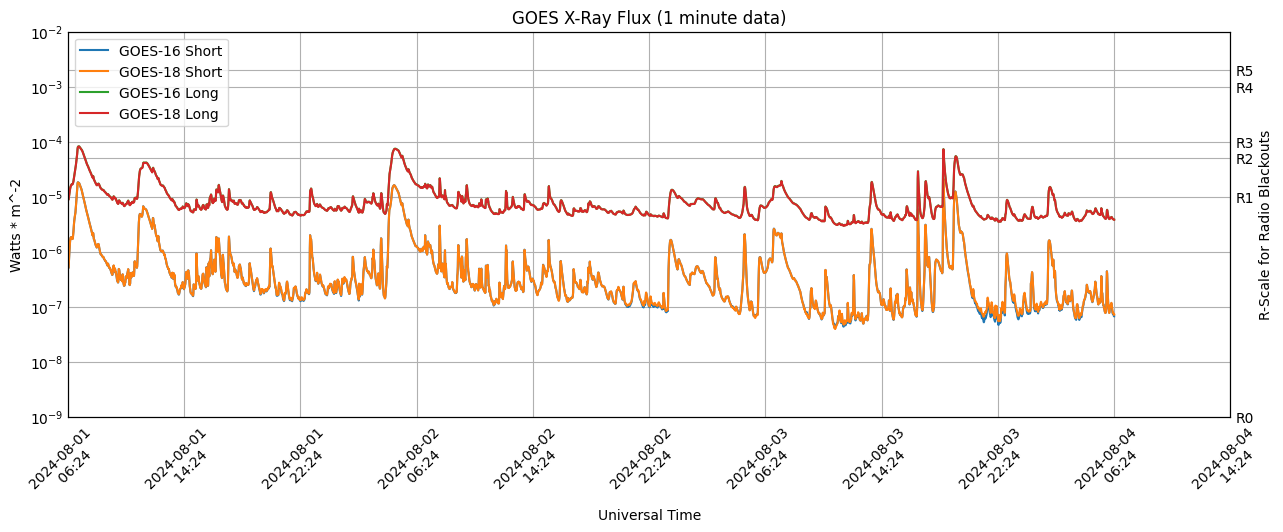 GOES X-Ray Flux (1 minute data)
GOES-16 Short
GOES-18 Short
GOES-16 Long
GOES-18 Long
Watts * m^-2
10^-2
10^-3
10^-4
10^-5
10^-6
10^-7
10^-8
10^-9
R5
R4
R3
R2
R1
R0
R-Scale for Radio Blackouts
2024-08-01
06:24
2024-08-01
14:24
2024-08-01
22:24
2024-08-02
06:24
2024-08-02
14:24
2024-08-02
22:24
2024-08-03
06:24
2024-08-03
14:24
2024-08-03
22:24
2024-08-04
06:24
2024-08-04
14:24
Universal Time